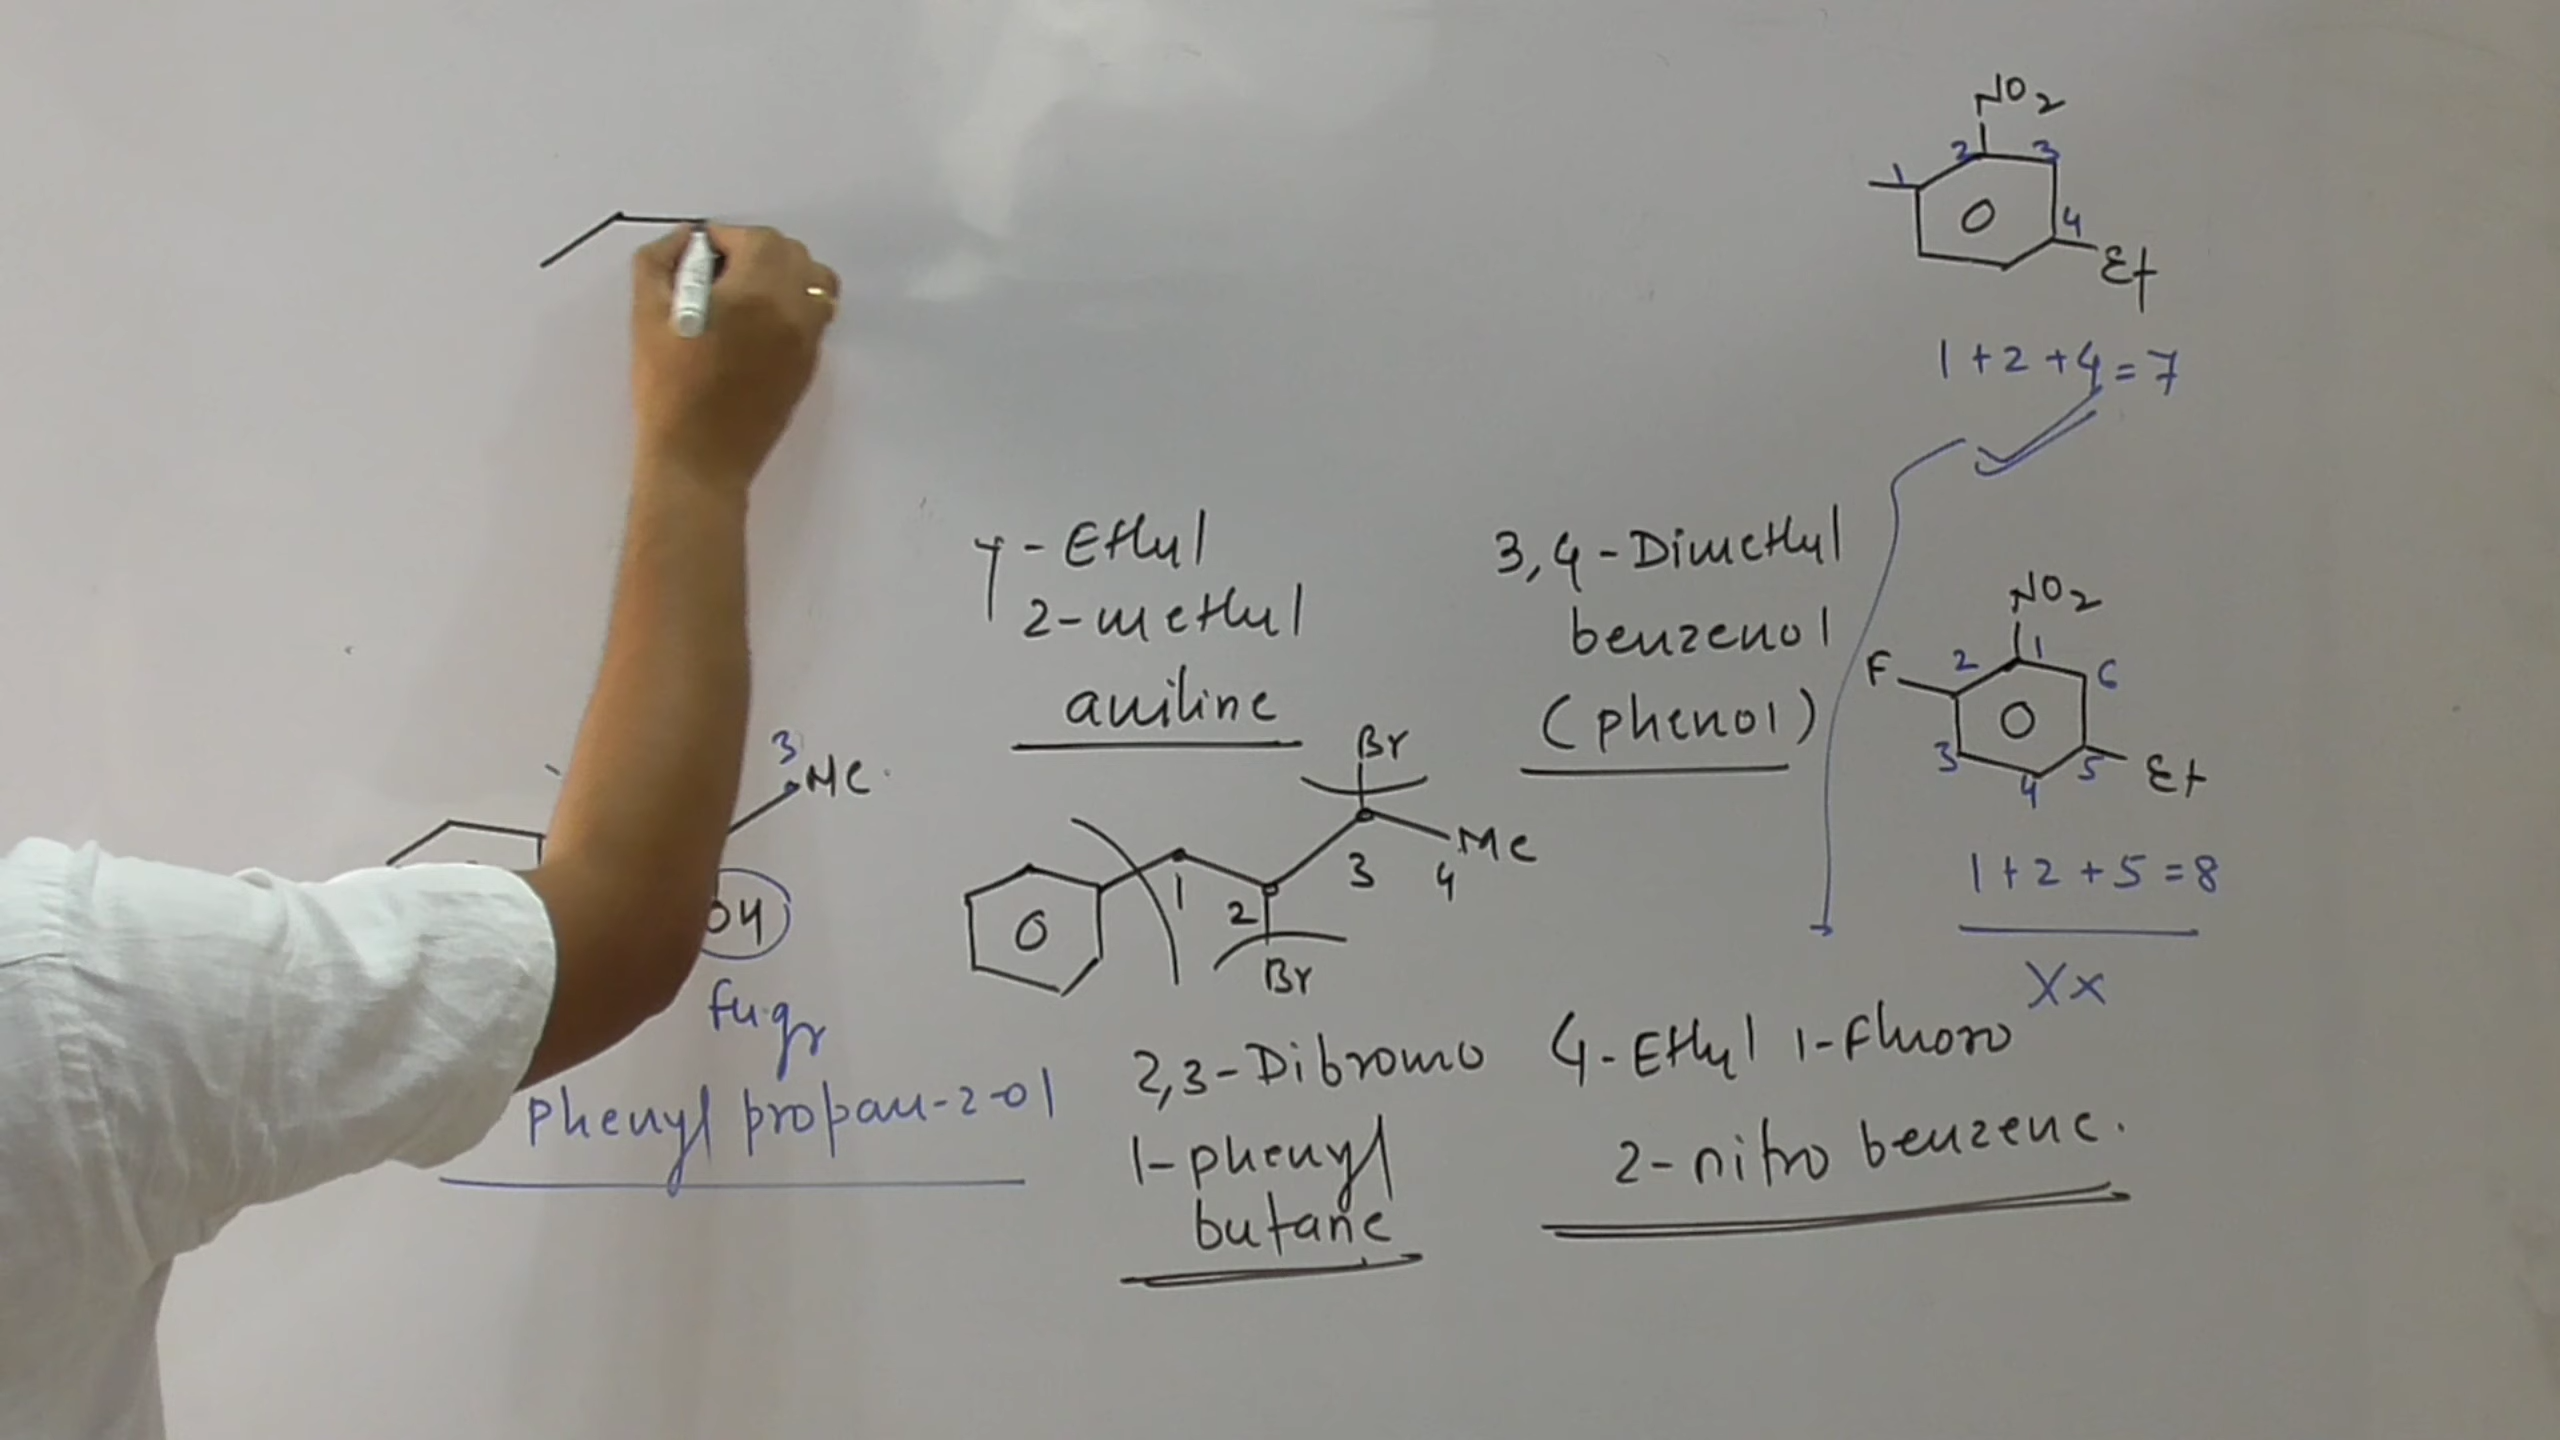 NO2
1 2 3
4
Et
1+2+4=7
4-Ethyl
2-methyl
aniline
3,4-Dimethyl
benzenol
(phenol)
NO2
F 2 1 6
3 4 5 Et
1+2+5=8
Xx
3 Me
OH
fu.gr
Phenyl propan-2-ol
Br
1 2 3 4 Me
Br
2,3-Dibromo
1-phenyl
butane
4-Ethyl 1-fluoro
2-nitro benzene.